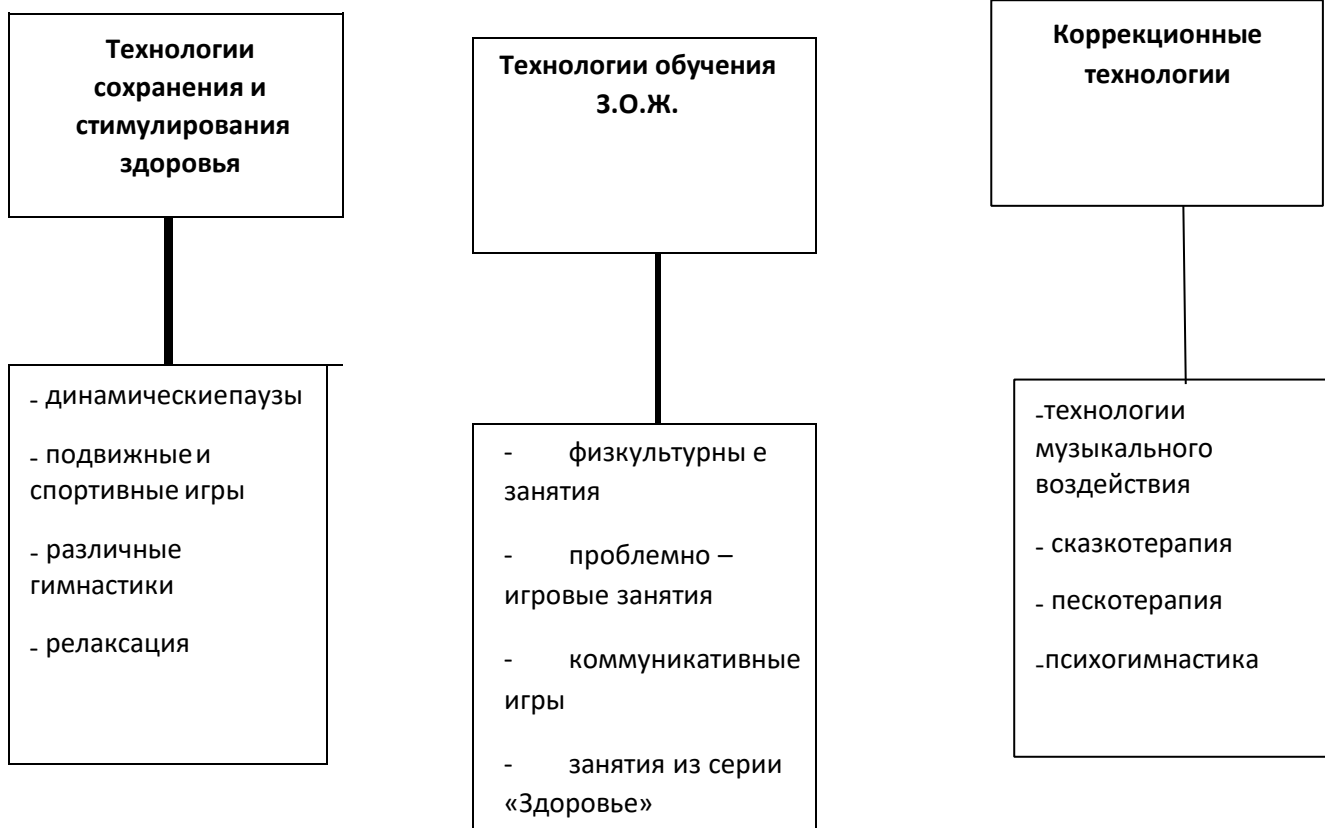 Технологии
сохранения и
стимулирования
здоровья
- динамическиепаузы
- подвижные и
спортивные игры
- различные
гимнастики
- релаксация
Технологии обучения
З.О.Ж.
- физкультурны е
занятия
- проблемно –
игровые занятия
- коммуникативные
игры
- занятия из серии
«Здоровье»
Коррекционные
технологии
-технологии
музыкального
воздействия
- сказкотерапия
- пескотерапия
-психогимнастика